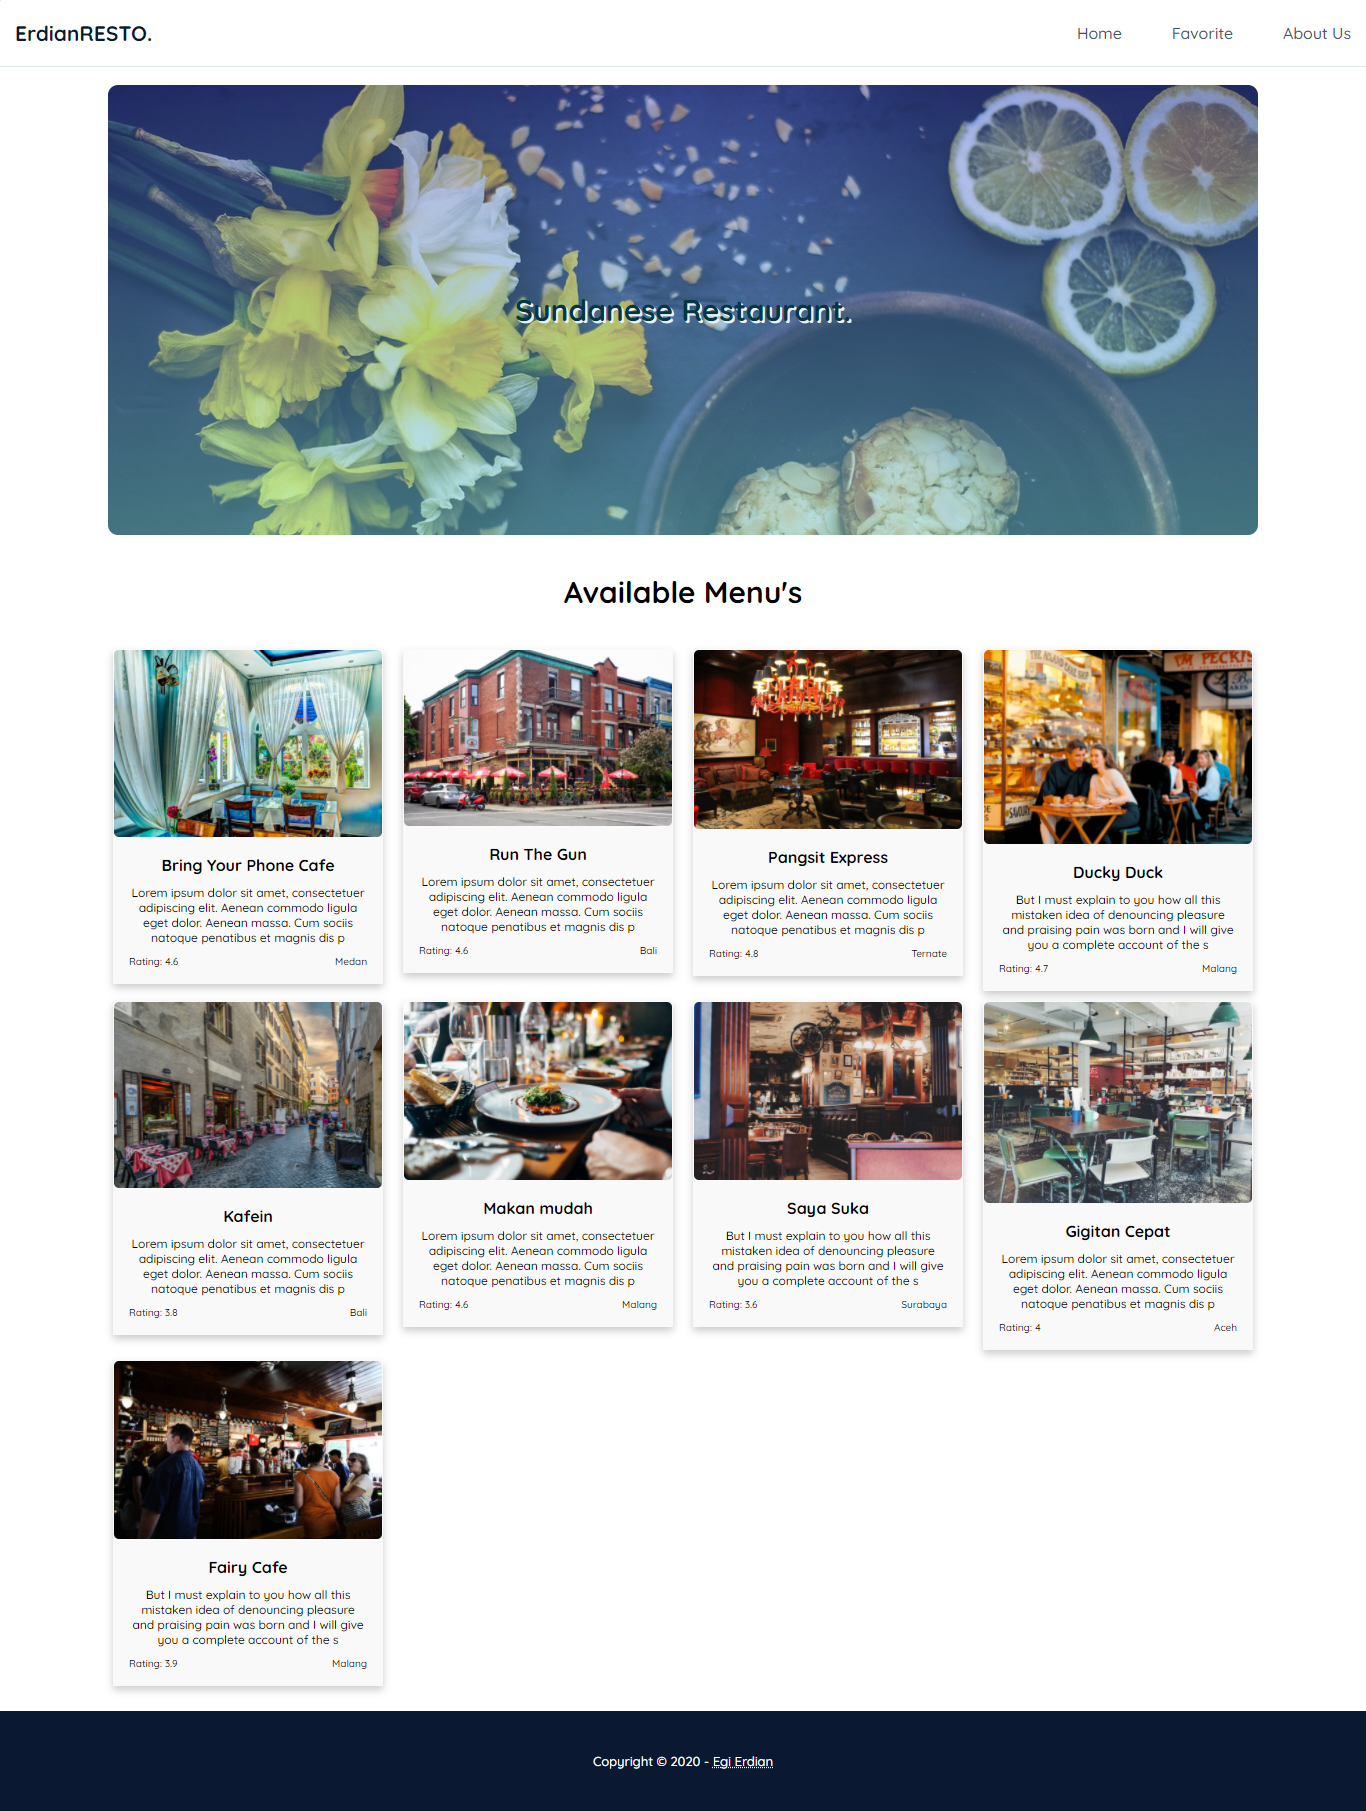 ErdianRESTO.
Home
Favorite
About Us
Sundanese Restaurant.
Available Menu's
I'M PECKI
Bring Your Phone Cafe
Lorem ipsum dolor sit amet, consectetuer
adipiscing elit. Aenean commodo ligula
eget dolor. Aenean massa. Cum sociis
natoque penatibus et magnis dis p
Rating: 4.6
Medan
Run The Gun
Lorem ipsum dolor sit amet, consectetuer
adipiscing elit. Aenean commodo ligula
eget dolor. Aenean massa. Cum sociis
natoque penatibus et magnis dis p
Rating: 4.6
Bali
Pangsit Express
Lorem ipsum dolor sit amet, consectetuer
adipiscing elit. Aenean commodo ligula
eget dolor. Aenean massa. Cum sociis
natoque penatibus et magnis dis p
Rating: 4.8
Ternate
Ducky Duck
But I must explain to you how all this
mistaken idea of denouncing pleasure
and praising pain was born and I will give
you a complete account of the s
Rating: 4.7
Malang
Kafein
Lorem ipsum dolor sit amet, consectetuer
adipiscing elit. Aenean commodo ligula
eget dolor. Aenean massa. Cum sociis
natoque penatibus et magnis dis p
Rating: 3.8
Bali
Makan mudah
Lorem ipsum dolor sit amet, consectetuer
adipiscing elit. Aenean commodo ligula
eget dolor. Aenean massa. Cum sociis
natoque penatibus et magnis dis p
Rating: 4.6
Malang
Saya Suka
But I must explain to you how all this
mistaken idea of denouncing pleasure
and praising pain was born and I will give
you a complete account of the s
Rating: 3.6
Surabaya
Gigitan Cepat
Lorem ipsum dolor sit amet, consectetuer
adipiscing elit. Aenean commodo ligula
eget dolor. Aenean massa. Cum sociis
natoque penatibus et magnis dis p
Rating: 4
Aceh
Fairy Cafe
But I must explain to you how all this
mistaken idea of denouncing pleasure
and praising pain was born and I will give
you a complete account of the s
Rating: 3.9
Malang
Copyright © 2020 - Egi Erdian